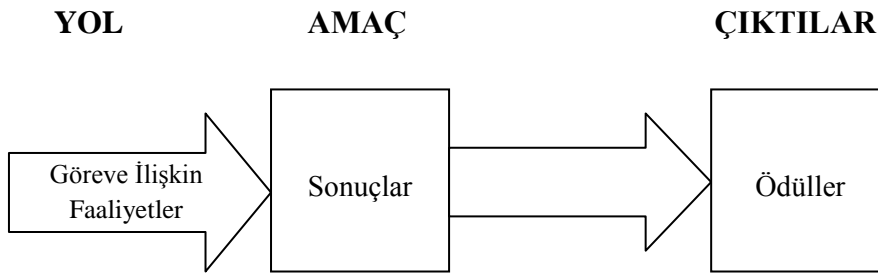 YOL AMAÇ ÇIKTILAR
Göreve İlişkin
Faaliyetler
Sonuçlar
Ödüller